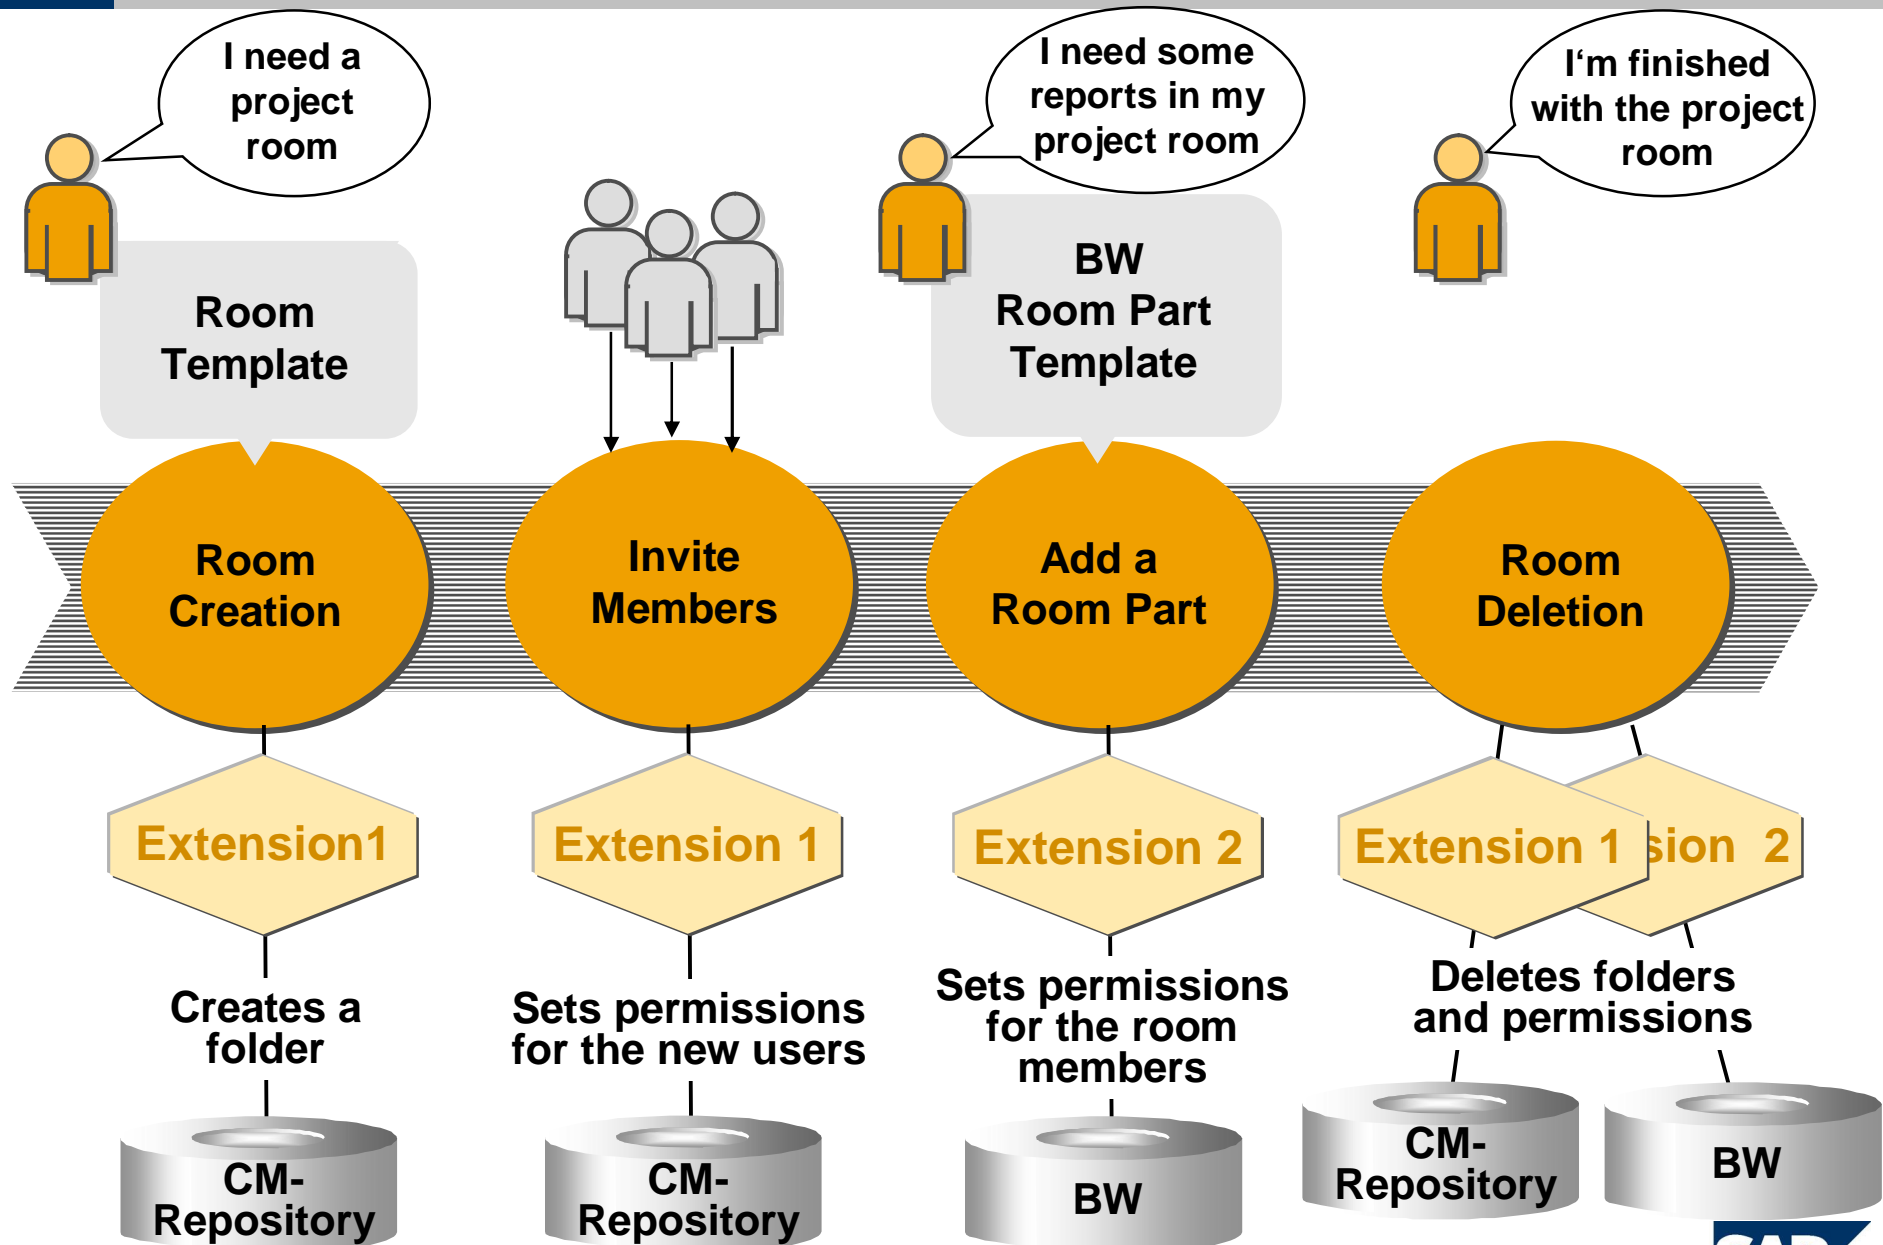 I need a
project
room
I need some
reports in my
project room
I‘m finished
with the project
room
Room
Template
BW
Room Part
Template
Room
Creation
Invite
Members
Add a
Room Part
Room
Deletion
Extension1
Extension 1
Extension 2
Extension 1
sion 2
Creates a
folder
Sets permissions
for the new users
Sets permissions
for the room
members
Deletes folders
and permissions
CM-
Repository
CM-
Repository
BW
CM-
Repository
BW
SAP